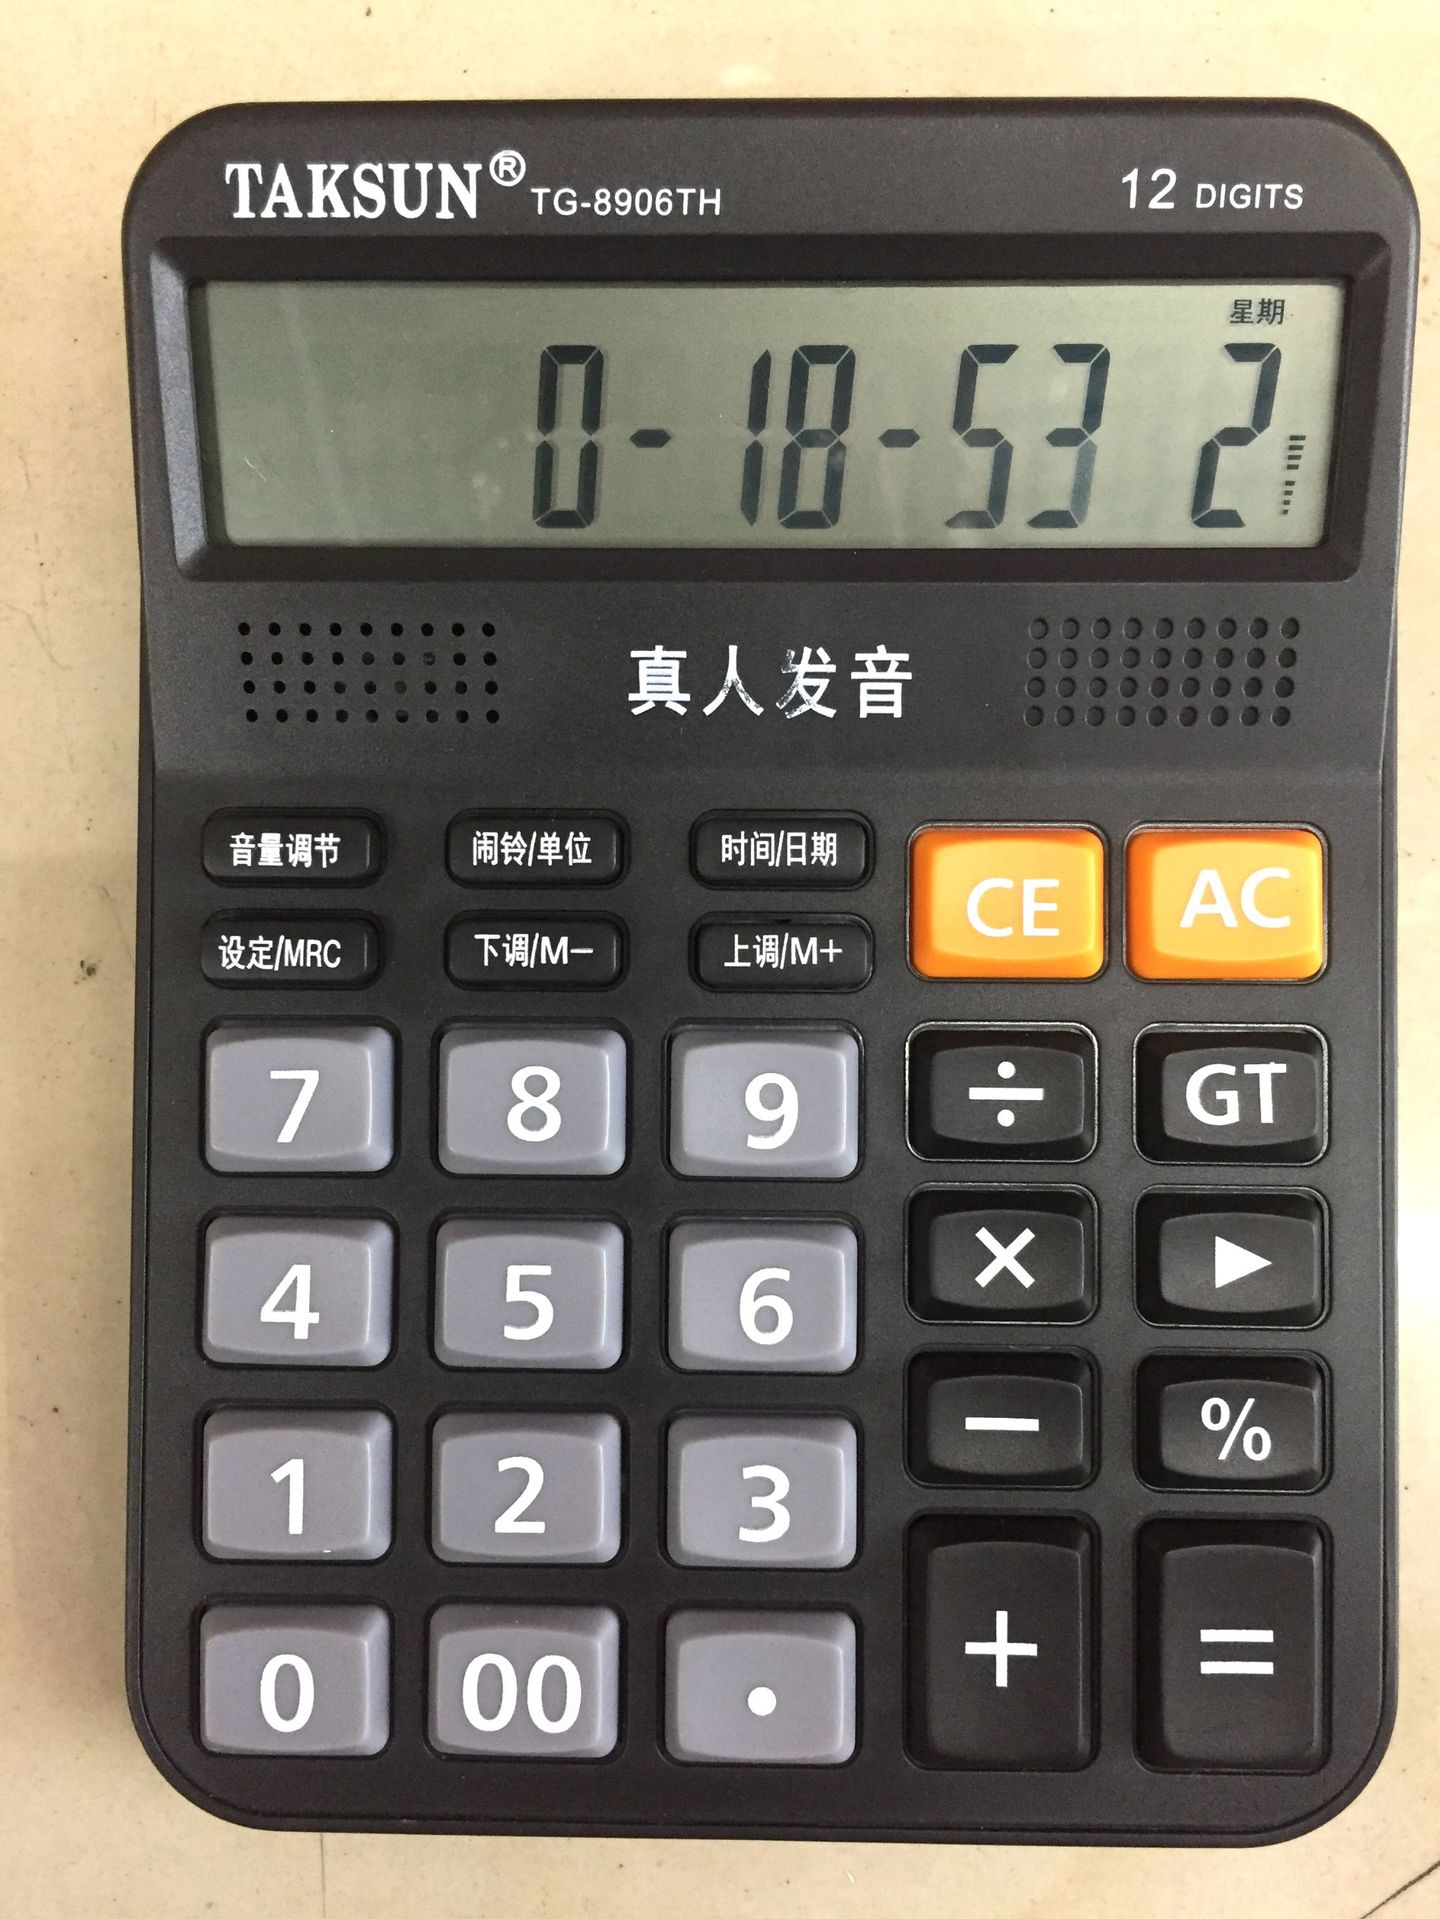 TAKSUN® TG-8906TH 12 DIGITS
星期
0-18-53 2
真人发音
音量调节 闹铃/单位 时间/日期 CE AC
设定/MRC 下调/M− 上调/M+
7 8 9 ÷ GT
4 5 6 × ▶
1 2 3 − %
0 00 . + =